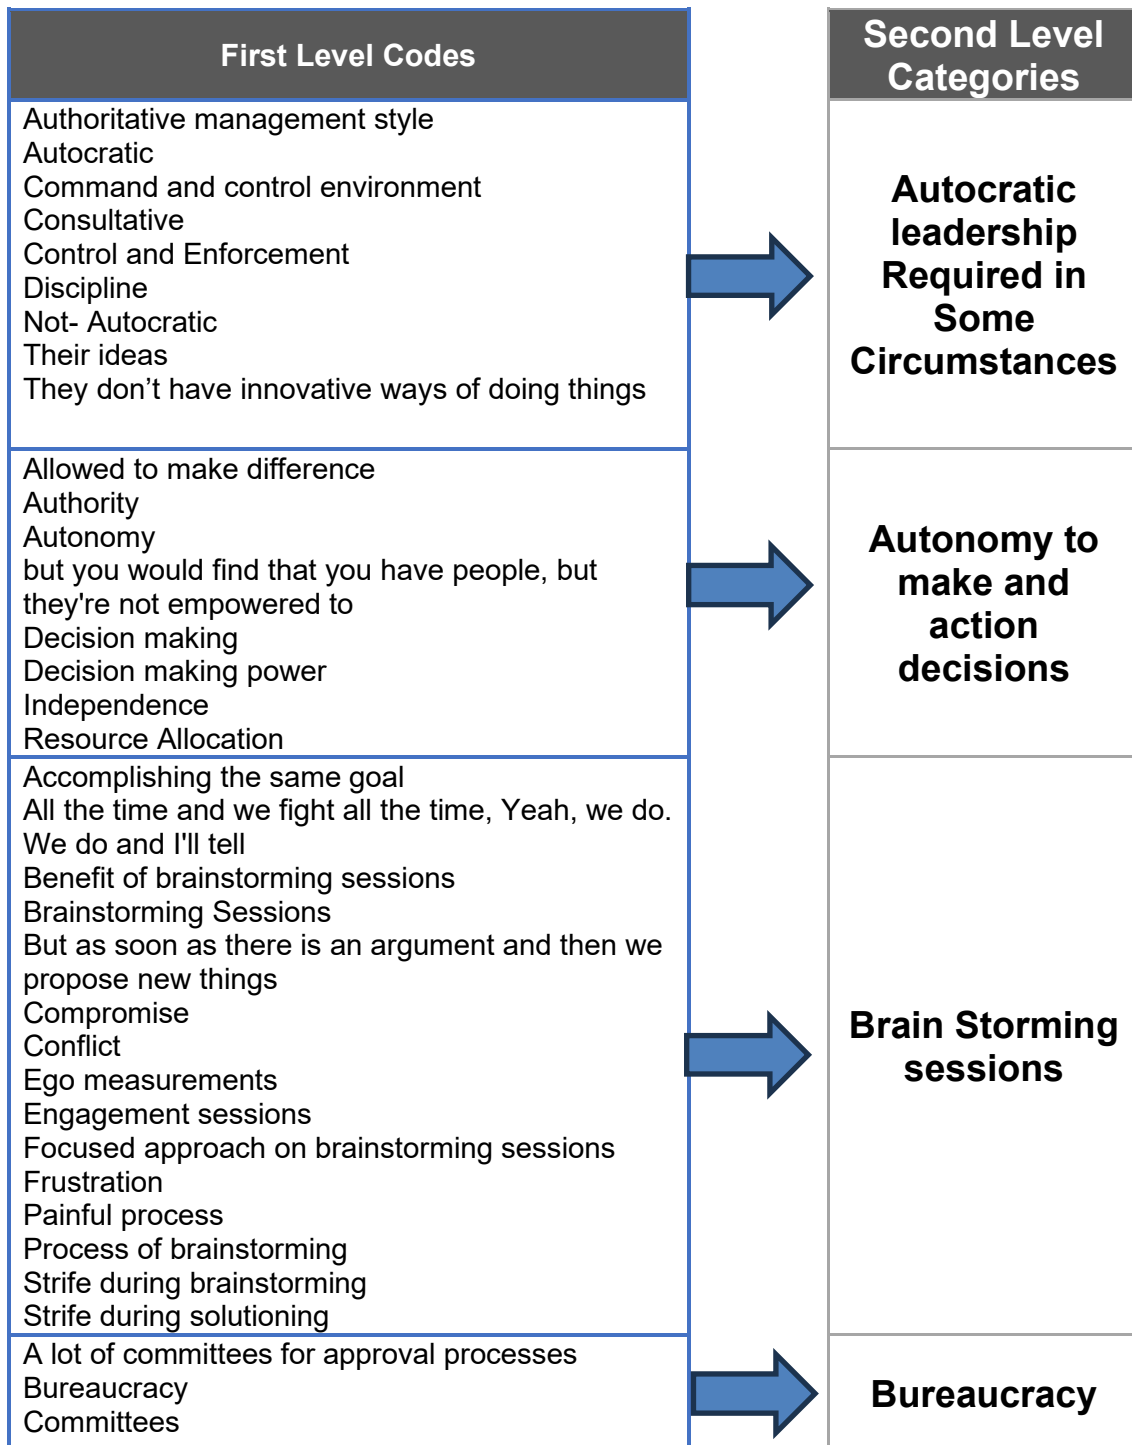 First Level Codes
Second Level
Categories
Authoritative management style
Autocratic
Command and control environment
Consultative
Control and Enforcement
Discipline
Not- Autocratic
Their ideas
They don’t have innovative ways of doing things
Autocratic
leadership
Required in
Some
Circumstances
Allowed to make difference
Authority
Autonomy
but you would find that you have people, but
they're not empowered to
Decision making
Decision making power
Independence
Resource Allocation
Autonomy to
make and
action
decisions
Accomplishing the same goal
All the time and we fight all the time, Yeah, we do.
We do and I'll tell
Benefit of brainstorming sessions
Brainstorming Sessions
But as soon as there is an argument and then we
propose new things
Compromise
Conflict
Ego measurements
Engagement sessions
Focused approach on brainstorming sessions
Frustration
Painful process
Process of brainstorming
Strife during brainstorming
Strife during solutioning
Brain Storming
sessions
A lot of committees for approval processes
Bureaucracy
Committees
Bureaucracy